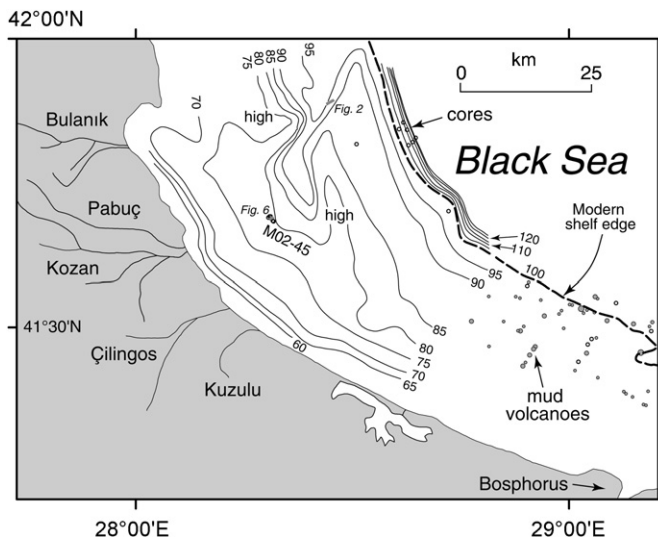 42°00'N
95
90
85
80
75
km
0
25
70
high
Fig. 2
cores
Bulanık
Black Sea
Pabuç
Fig. 6
M02-45
high
Modern
shelf edge
120
110
Kozan
100
95
90
41°30'N
85
80
75
70
65
60
Çilingos
Kuzulu
mud
volcanoes
Bosphorus
28°00'E
29°00'E